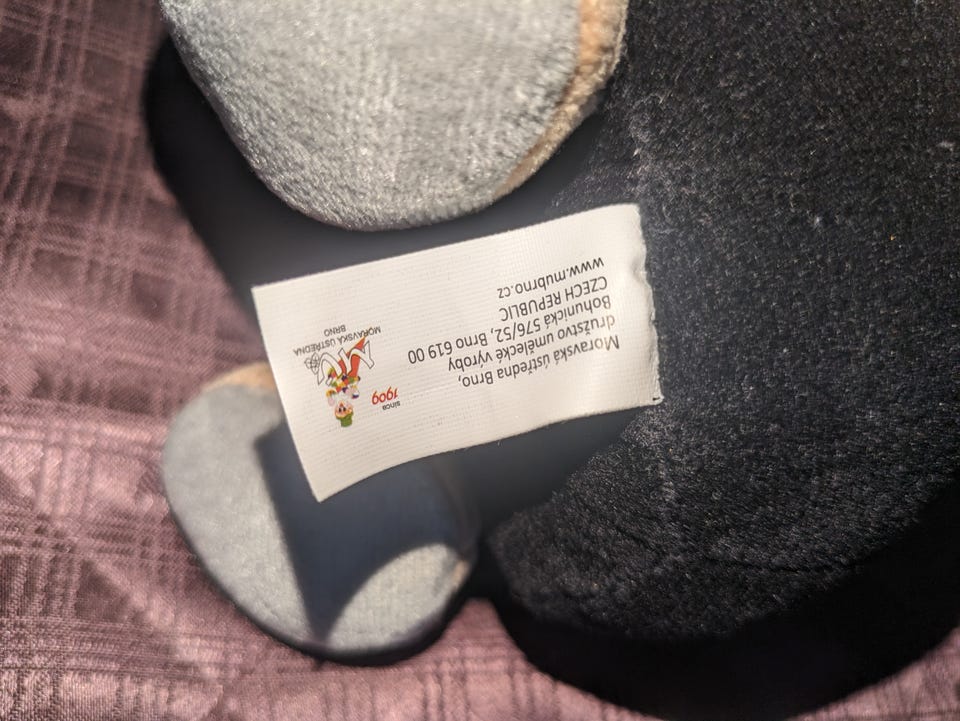 Moravská ústředna Brno,
družstvo umělecké výroby
Bohunická 576/52, Brno 619 00
CZECH REPUBLIC
www.mubrno.cz
since
1909
MORAVSKÁ ÚSTŘEDNA
BRNO